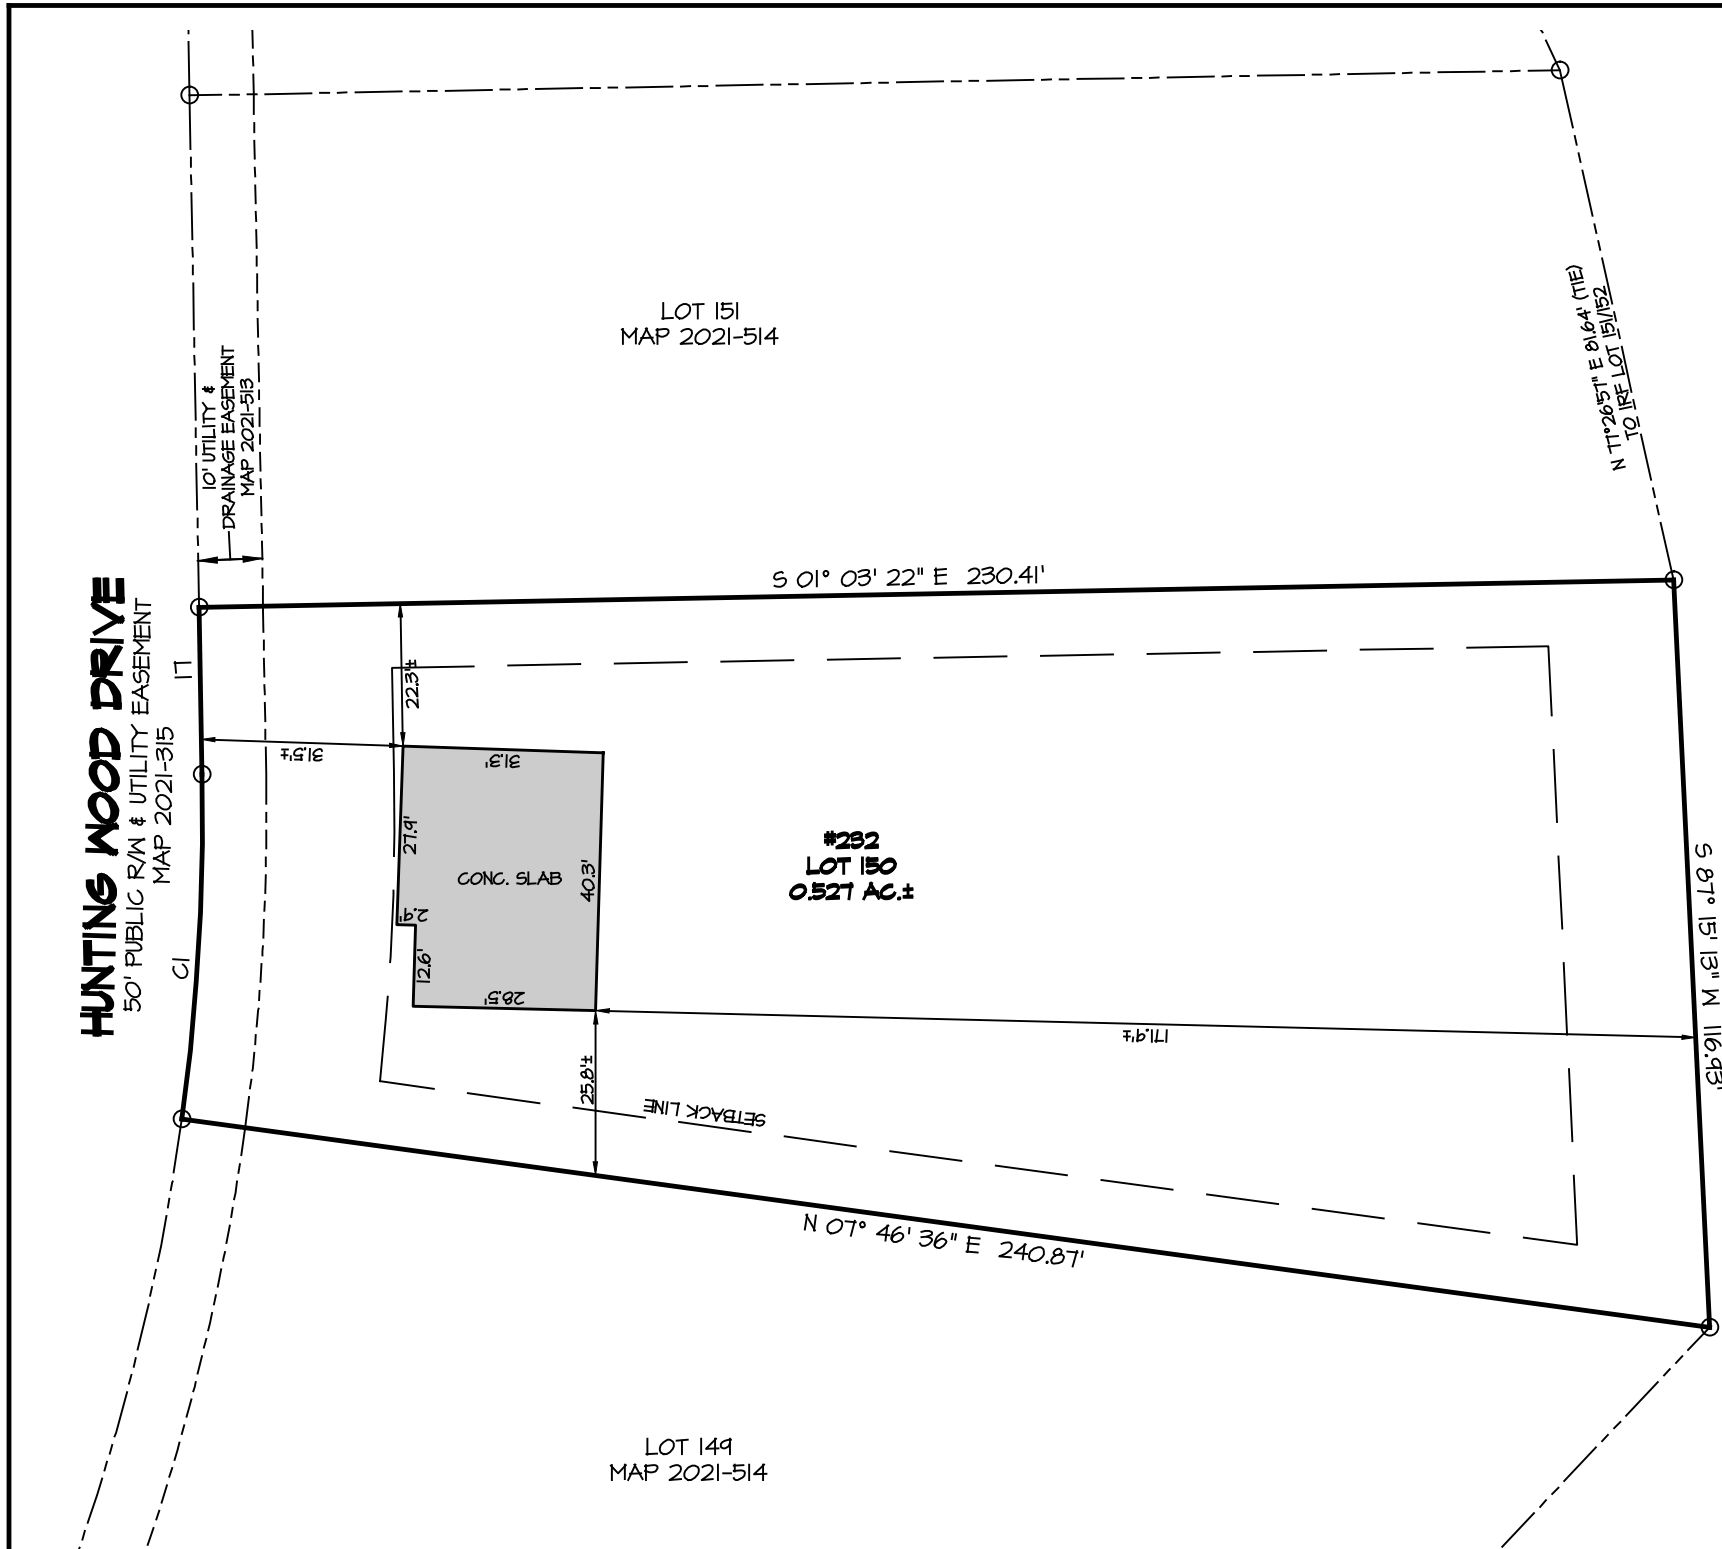 LOT 151
MAP 2021-514
N 77°26'57" E 81.64' (TIE)
TO IRF LOT 151/152
10' UTILITY &
DRAINAGE EASEMENT
MAP 2021-513
HUNTING WOOD DRIVE
50' PUBLIC R/W & UTILITY EASEMENT
MAP 2021-315
S 01° 03' 22" E 230.41'
L1
22.3'±
31.5'±
31.3'
27.9'
CONC. SLAB
40.3'
2.9'
12.6'
28.5'
C1
#232
LOT 150
0.527 AC.±
S 87° 15' 13" W 116.93'
171.9'±
25.8'±
SETBACK LINE
N 07° 46' 36" E 240.87'
LOT 149
MAP 2021-514